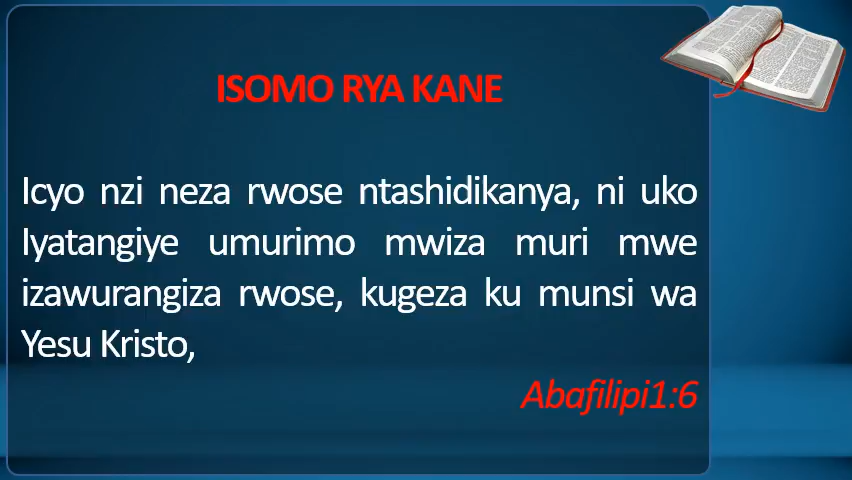 ISOMO RYA KANE
Icyo nzi neza rwose ntashidikanya, ni uko
Iyatangiye umurimo mwiza muri mwe
izawurangiza rwose, kugeza ku munsi wa
Yesu Kristo,
Abafilipi1:6